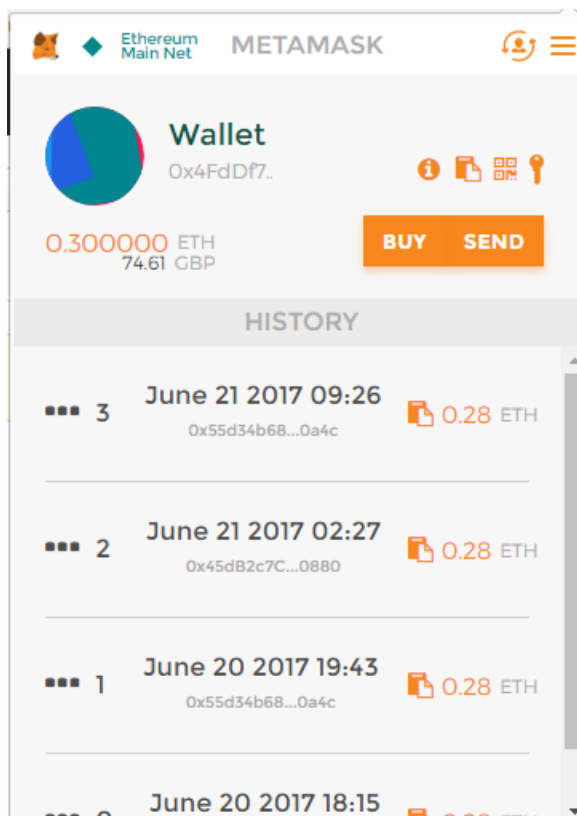 Ethereum
Main Net
METAMASK
Wallet
0x4FdDf7..
0.300000 ETH
74.61 GBP
BUY SEND
HISTORY
3 June 21 2017 09:26 0.28 ETH
0x55d34b68...0a4c
2 June 21 2017 02:27 0.28 ETH
0x45dB2c7C...0880
1 June 20 2017 19:43 0.28 ETH
0x55d34b68...0a4c
June 20 2017 18:15